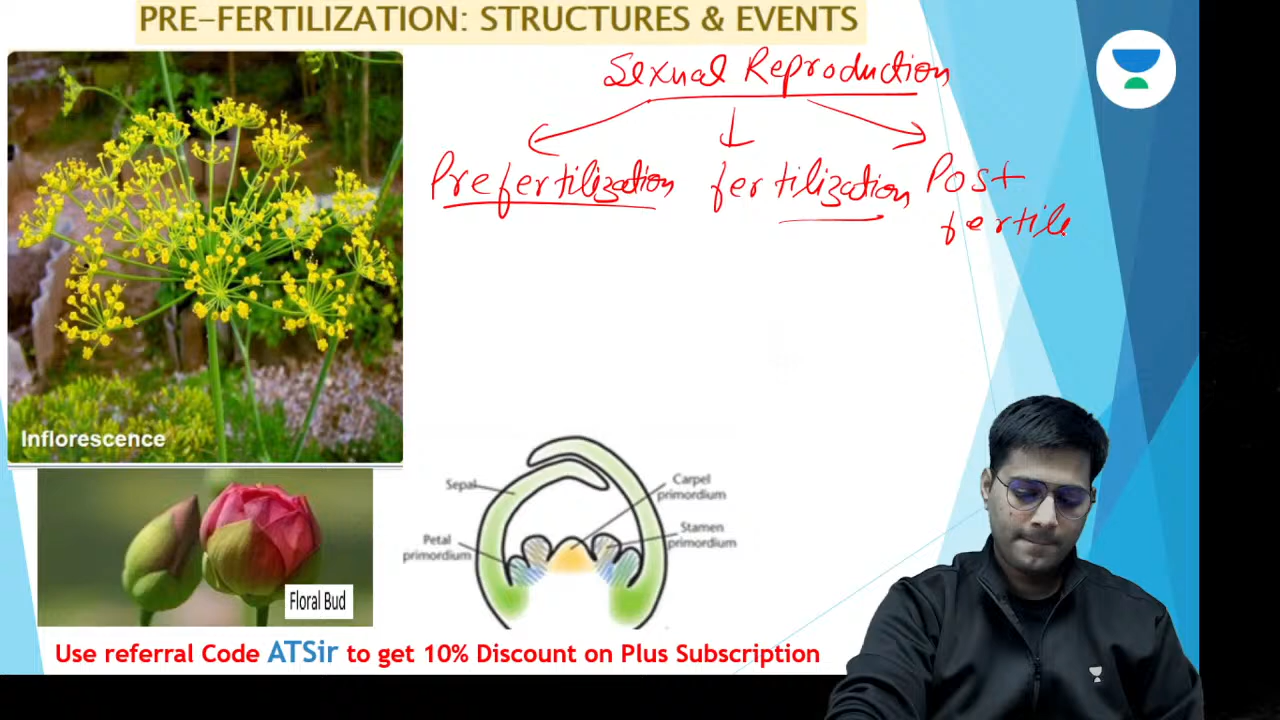 PRE-FERTILIZATION: STRUCTURES & EVENTS
Sexual Reproduction
Prefertilization fertilization Post
fertile
Inflorescence
Sepal
Carpel
primordium
Petal
primordium
Stamen
primordium
Floral Bud
Use referral Code ATSir to get 10% Discount on Plus Subscription